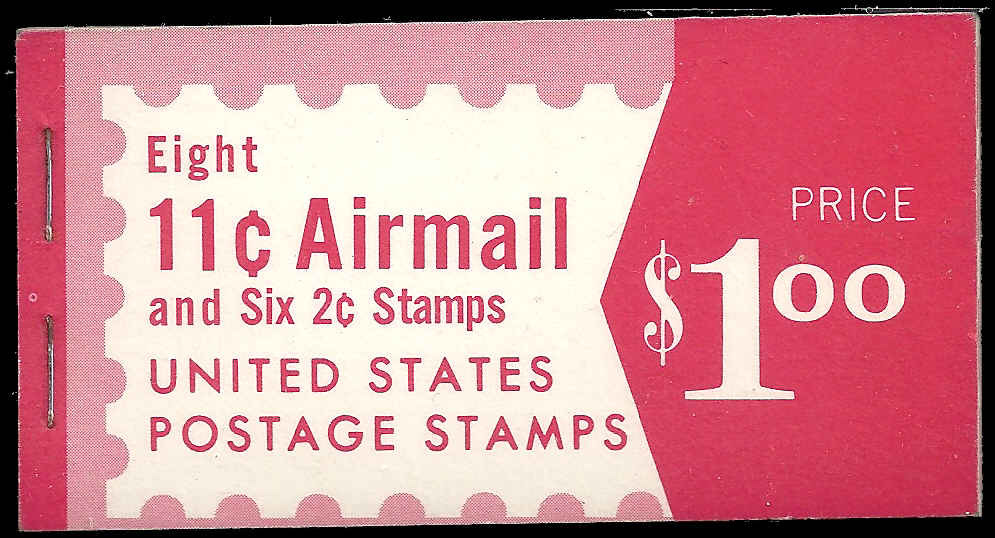 Eight
11¢ Airmail
and Six 2¢ Stamps
UNITED STATES
POSTAGE STAMPS
PRICE
$1.00